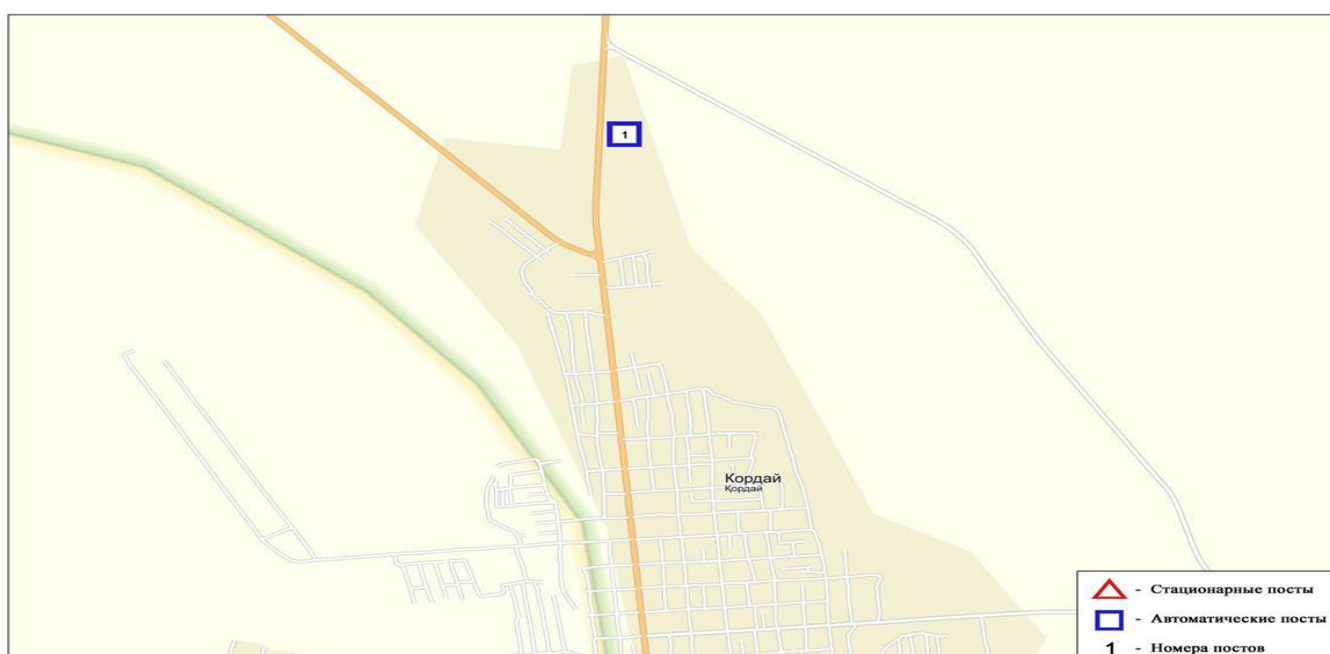 1
Кордай
Қордай
- Стационарные посты
- Автоматические посты
1 - Номера постов